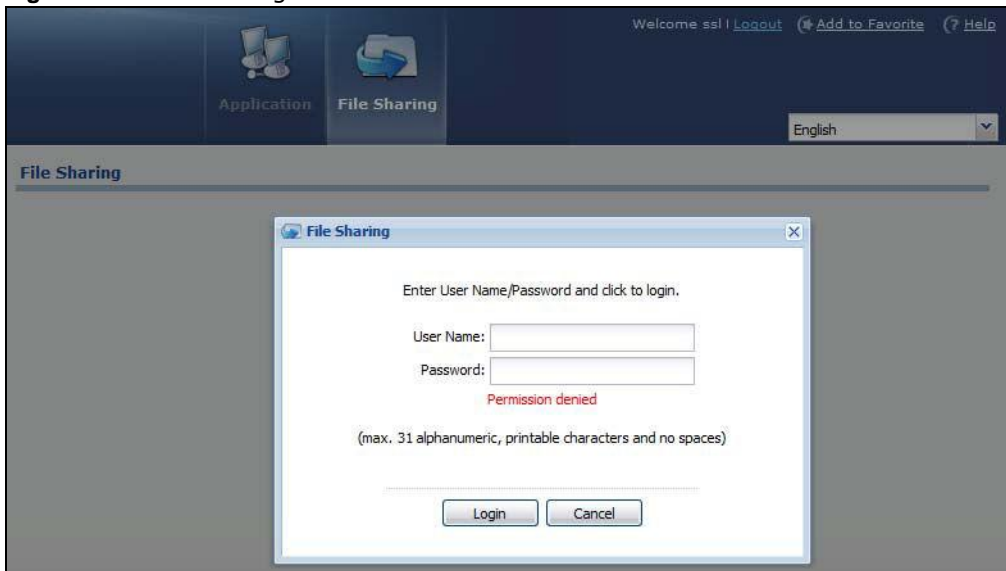 Welcome ssl ! Logout Add to Favorite ? Help
Application
File Sharing
English
File Sharing
File Sharing
Enter User Name/Password and click to login.
User Name:
Password:
Permission denied
(max. 31 alphanumeric, printable characters and no spaces)
Login
Cancel